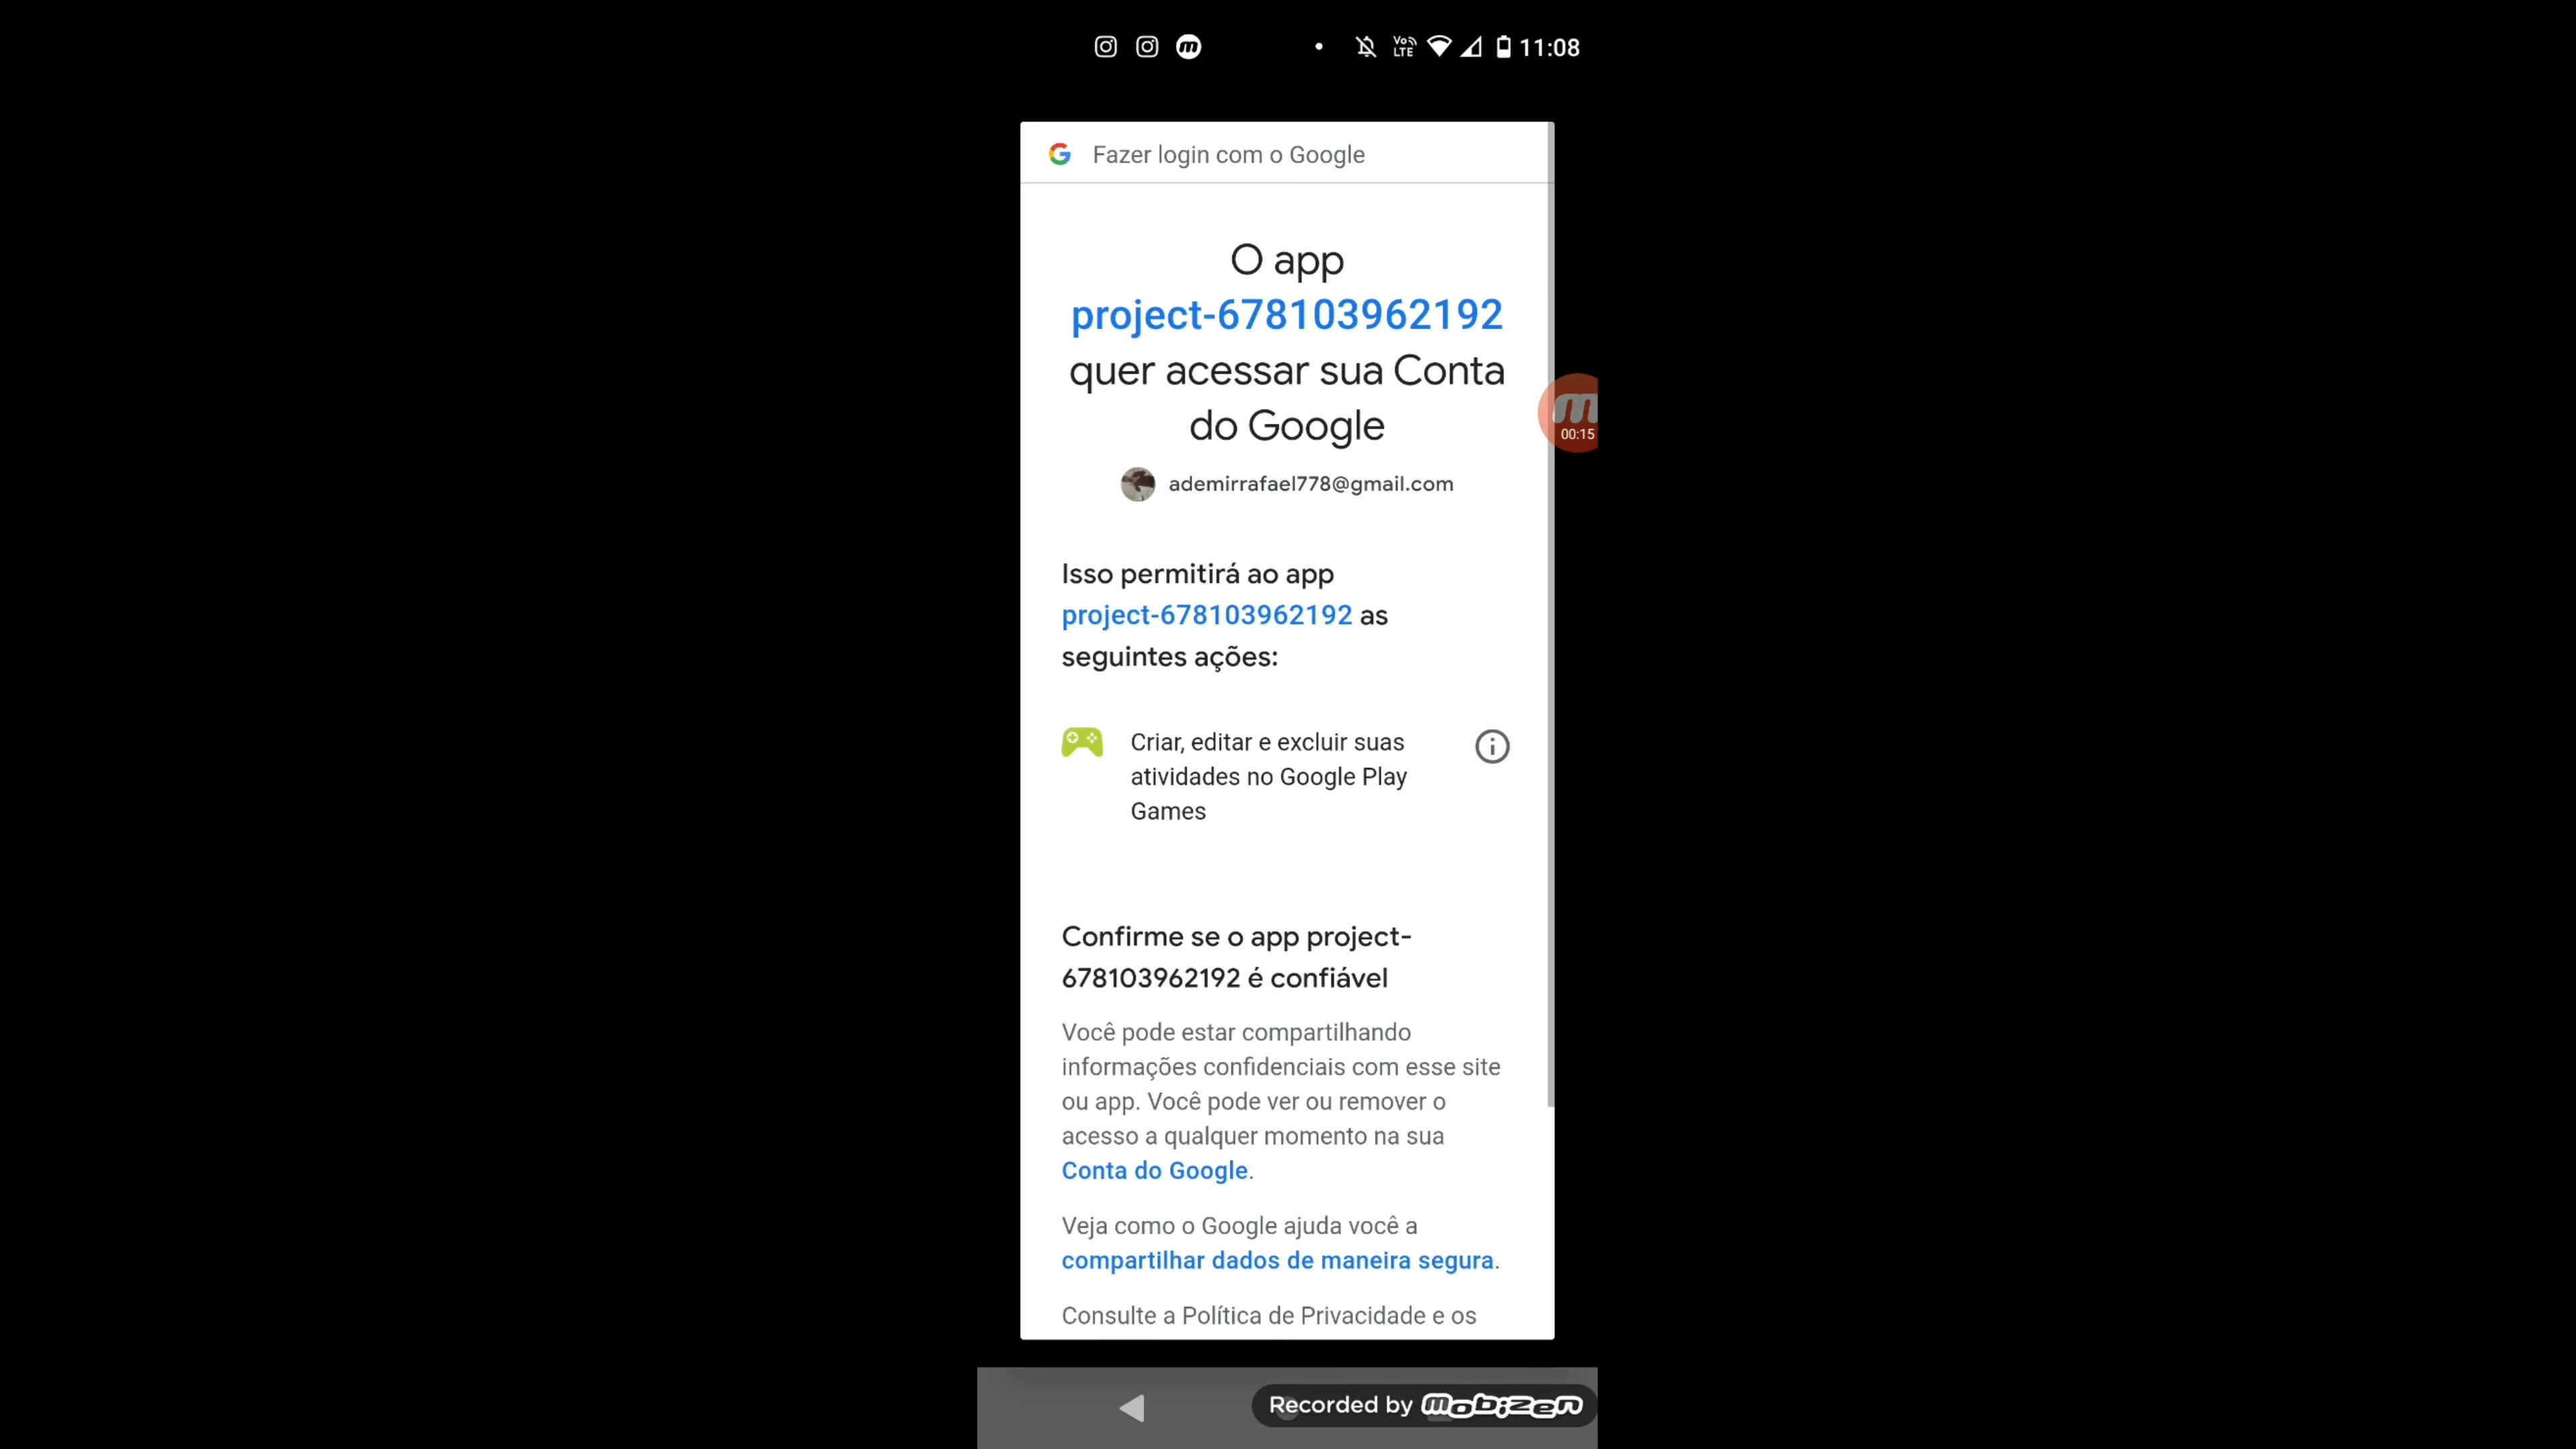 Vo LTE 11:08
Fazer login com o Google
O app
project-678103962192
quer acessar sua Conta
do Google
00:15
ademirrafael778@gmail.com
Isso permitirá ao app
project-678103962192 as
seguintes ações:
Criar, editar e excluir suas
atividades no Google Play
Games
Confirme se o app project-
678103962192 é confiável
Você pode estar compartilhando
informações confidenciais com esse site
ou app. Você pode ver ou remover o
acesso a qualquer momento na sua
Conta do Google.
Veja como o Google ajuda você a
compartilhar dados de maneira segura.
Consulte a Política de Privacidade e os
Recorded by mobizen